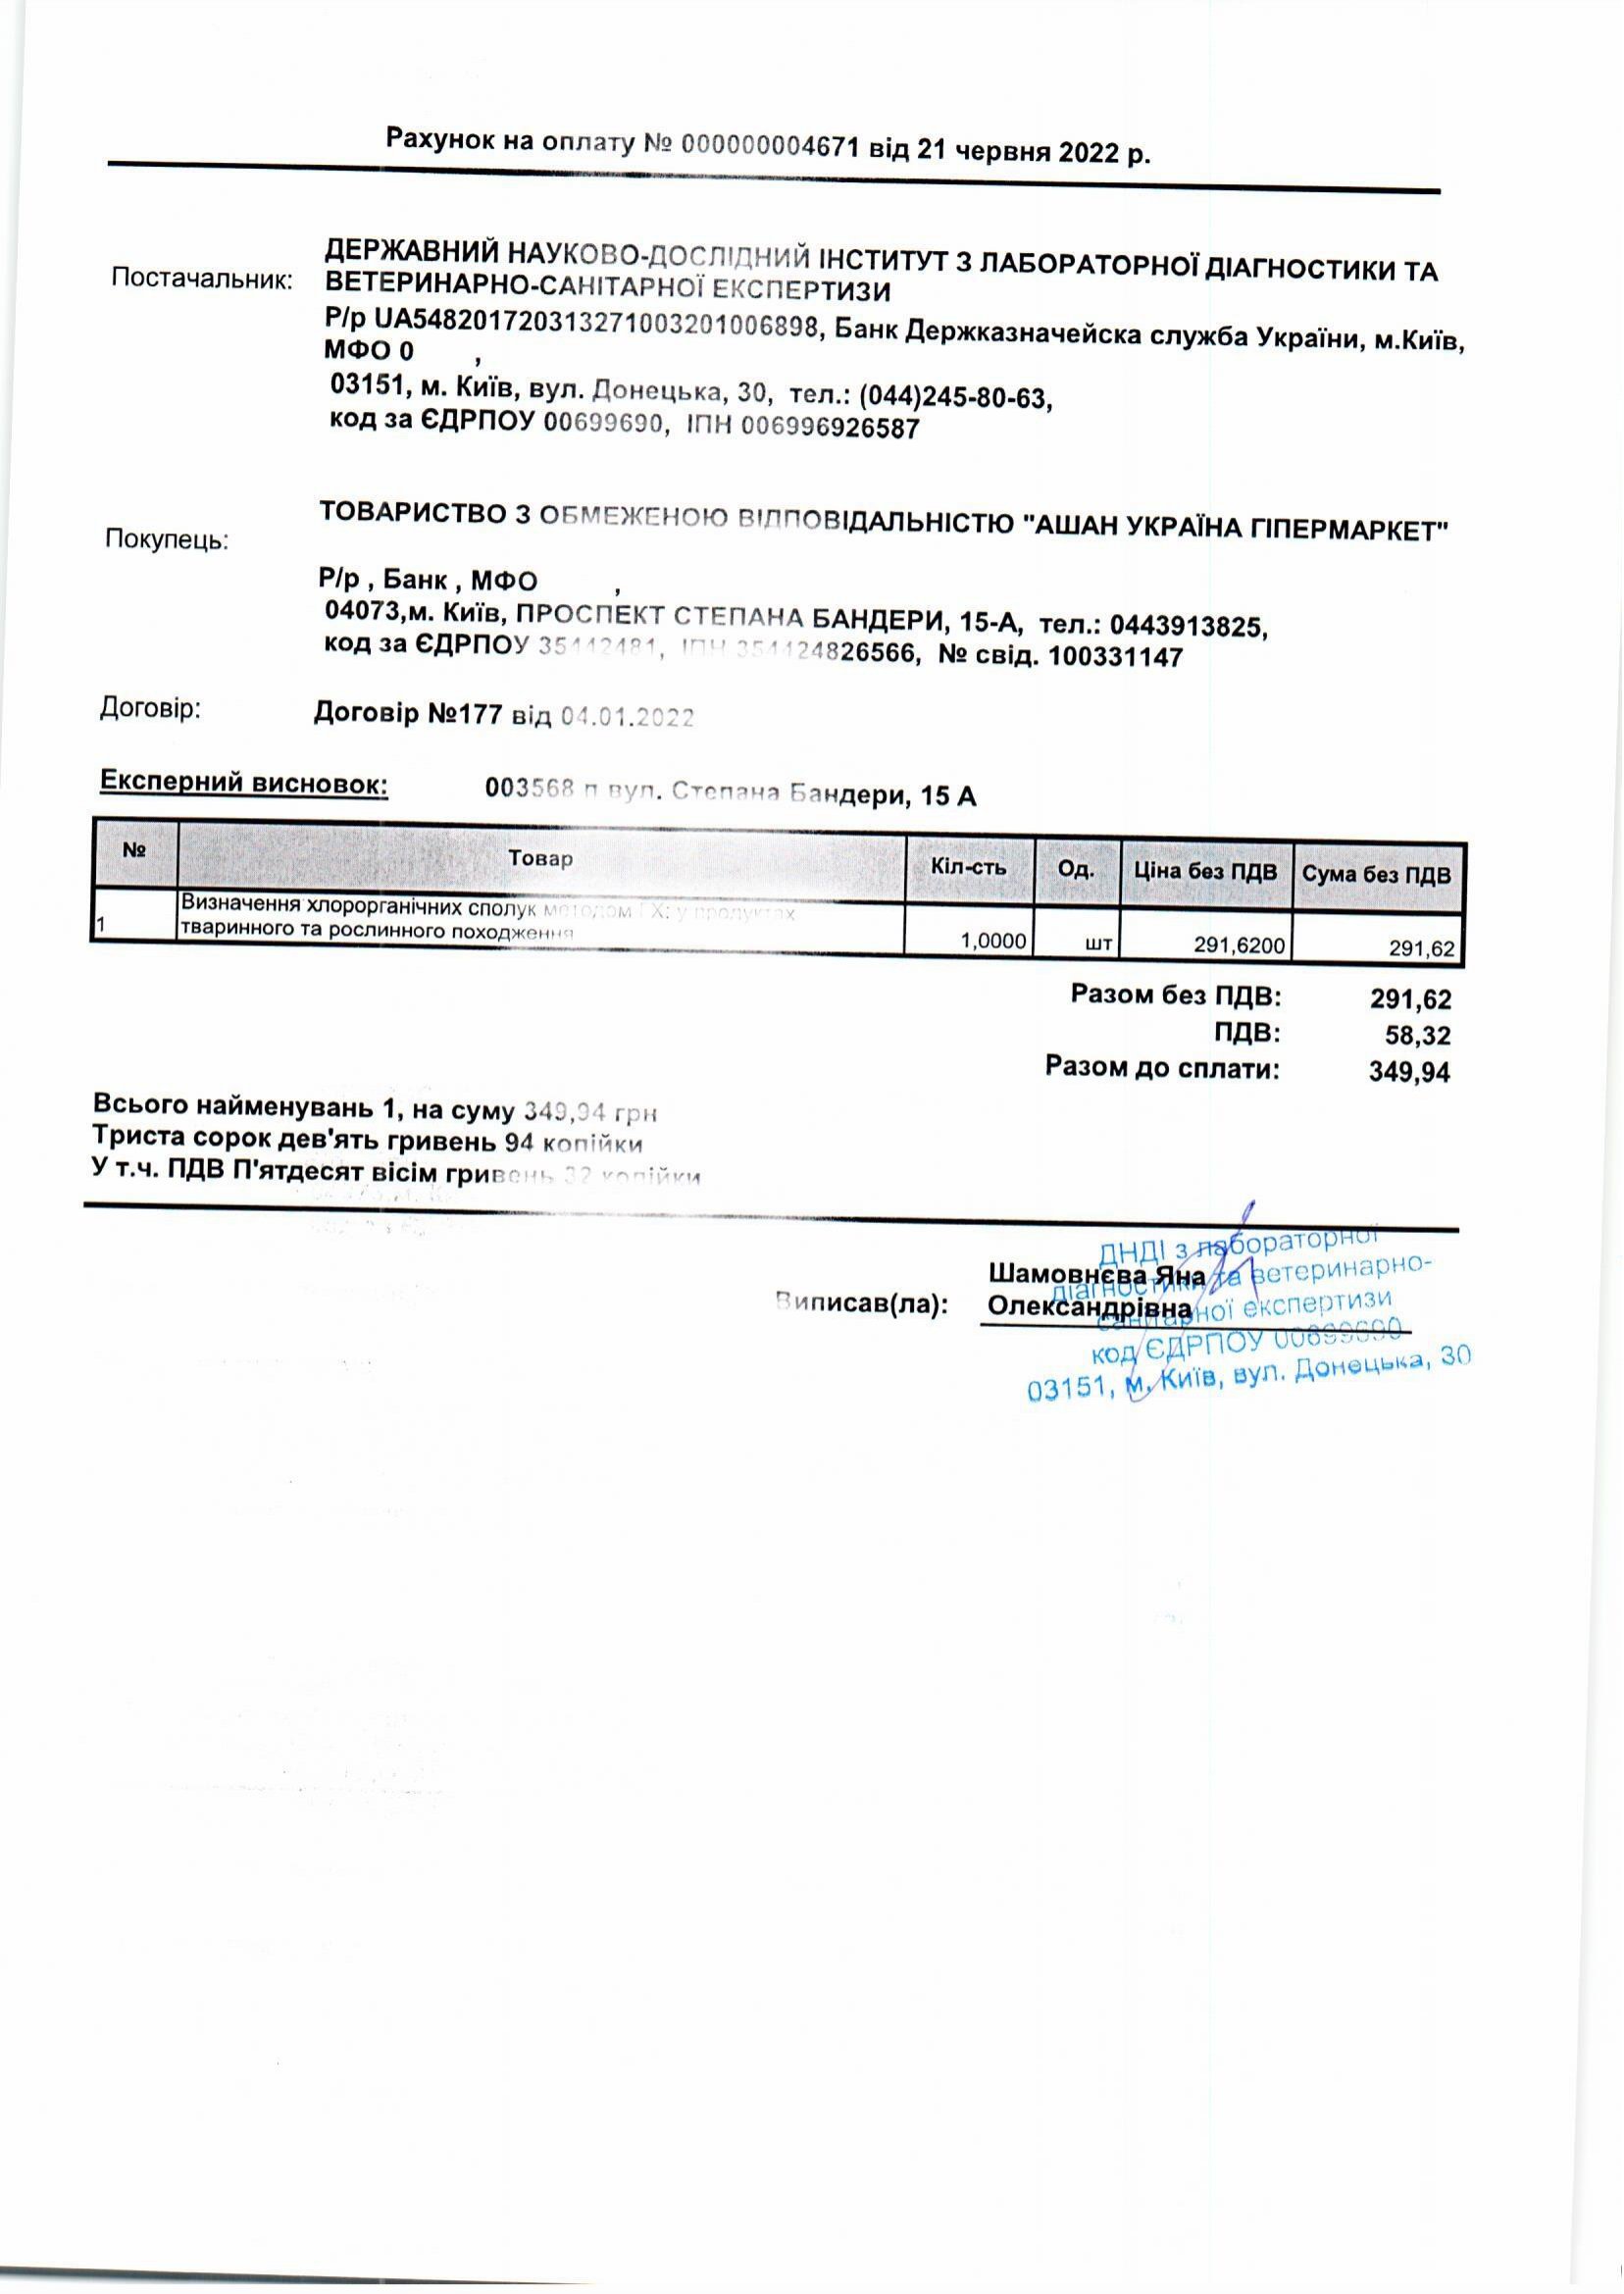 Рахунок на оплату № 000000004671 від 21 червня 2022 р.
Постачальник:
ДЕРЖАВНИЙ НАУКОВО-ДОСЛІДНИЙ ІНСТИТУТ З ЛАБОРАТОРНОЇ ДІАГНОСТИКИ ТА
ВЕТЕРИНАРНО-САНІТАРНОЇ ЕКСПЕРТИЗИ
Р/р UA548201720313271003201006898, Банк Держказначейска служба України, м.Київ,
МФО 0 ,
03151, м. Київ, вул. Донецька, 30, тел.: (044)245-80-63,
код за ЄДРПОУ 00699690, ІПН 006996926587
Покупець:
ТОВАРИСТВО З ОБМЕЖЕНОЮ ВІДПОВІДАЛЬНІСТЮ "АШАН УКРАЇНА ГІПЕРМАРКЕТ"
Р/р , Банк , МФО ,
04073,м. Київ, ПРОСПЕКТ СТЕПАНА БАНДЕРИ, 15-А, тел.: 0443913825,
код за ЄДРПОУ 35442481, ІПН 354424826566, № свід. 100331147
Договір: Договір №177 від 04.01.2022
Експерний висновок: 003568 п вул. Степана Бандери, 15 А
№ Товар Кіл-сть Од. Ціна без ПДВ Сума без ПДВ
Визначення хлорорганічних сполук методом ГХ: у продуктах
1 тваринного та рослинного походження 1,0000 шт 291,6200 291,62
Разом без ПДВ: 291,62
ПДВ: 58,32
Разом до сплати: 349,94
Всього найменувань 1, на суму 349,94 грн
Триста сорок дев'ять гривень 94 копійки
У т.ч. ПДВ П'ятдесят вісім гривень 32 копійки
Виписав(ла):
Шамовнєва Яна
Олександрівна
ДНДІ з лабораторної
діагностики та ветеринарно-
санітарної експертизи
код ЄДРПОУ 00699690
03151, м. Київ, вул. Донецька, 30